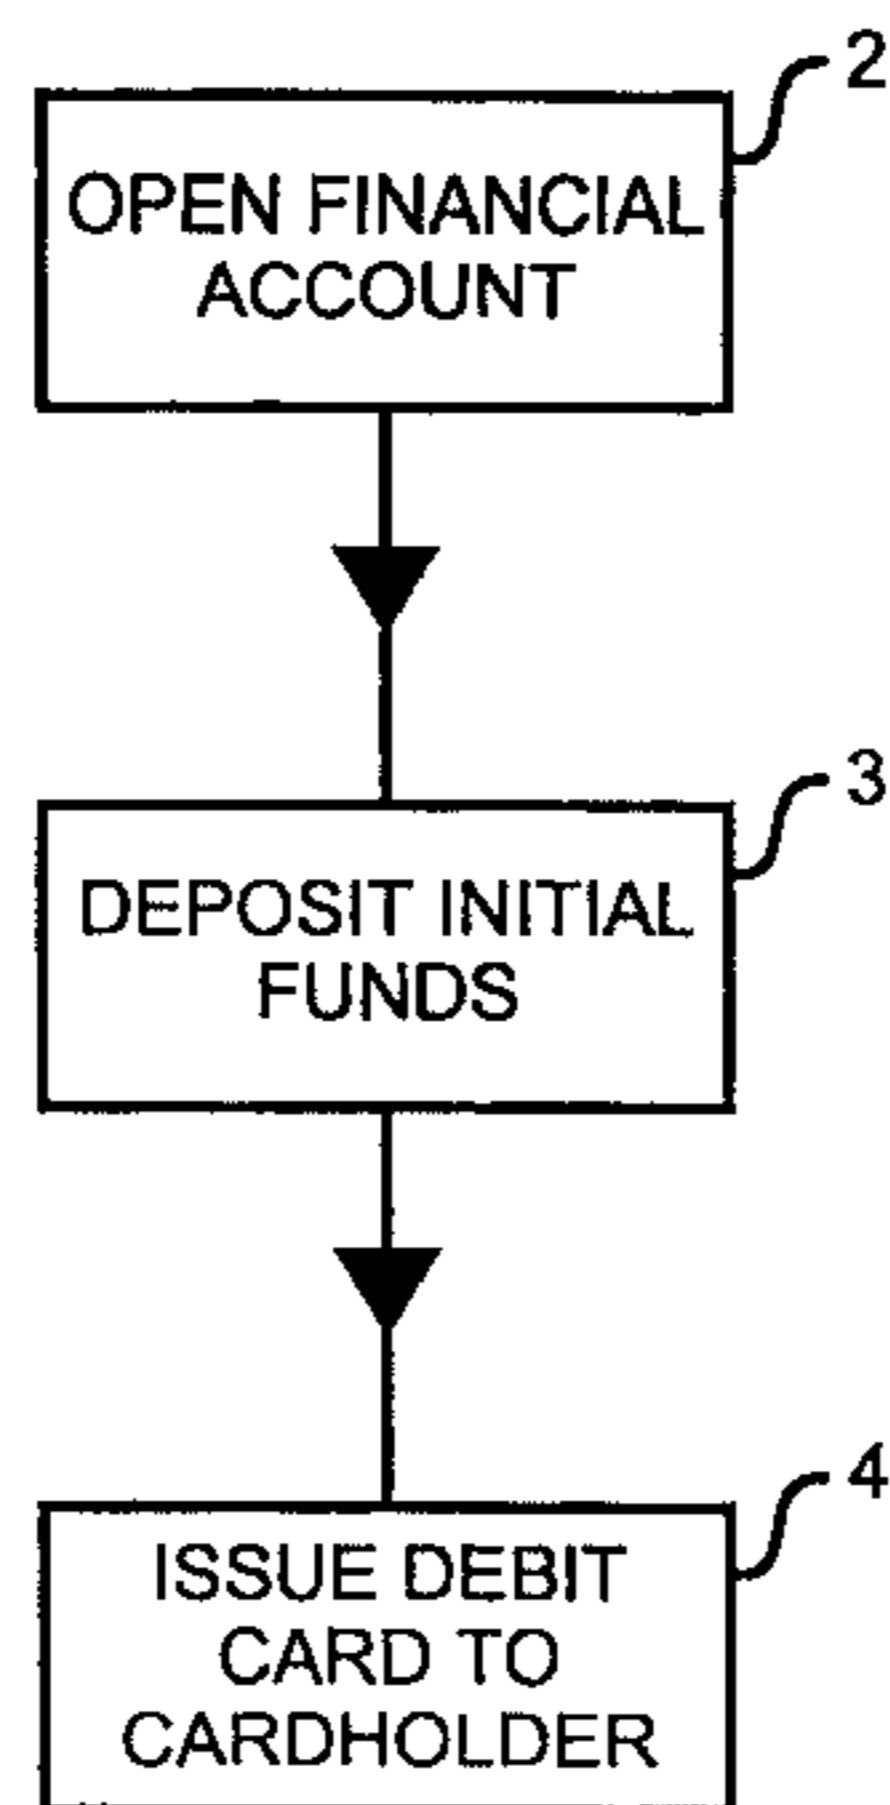 2
OPEN FINANCIAL
ACCOUNT
3
DEPOSIT INITIAL
FUNDS
4
ISSUE DEBIT
CARD TO
CARDHOLDER